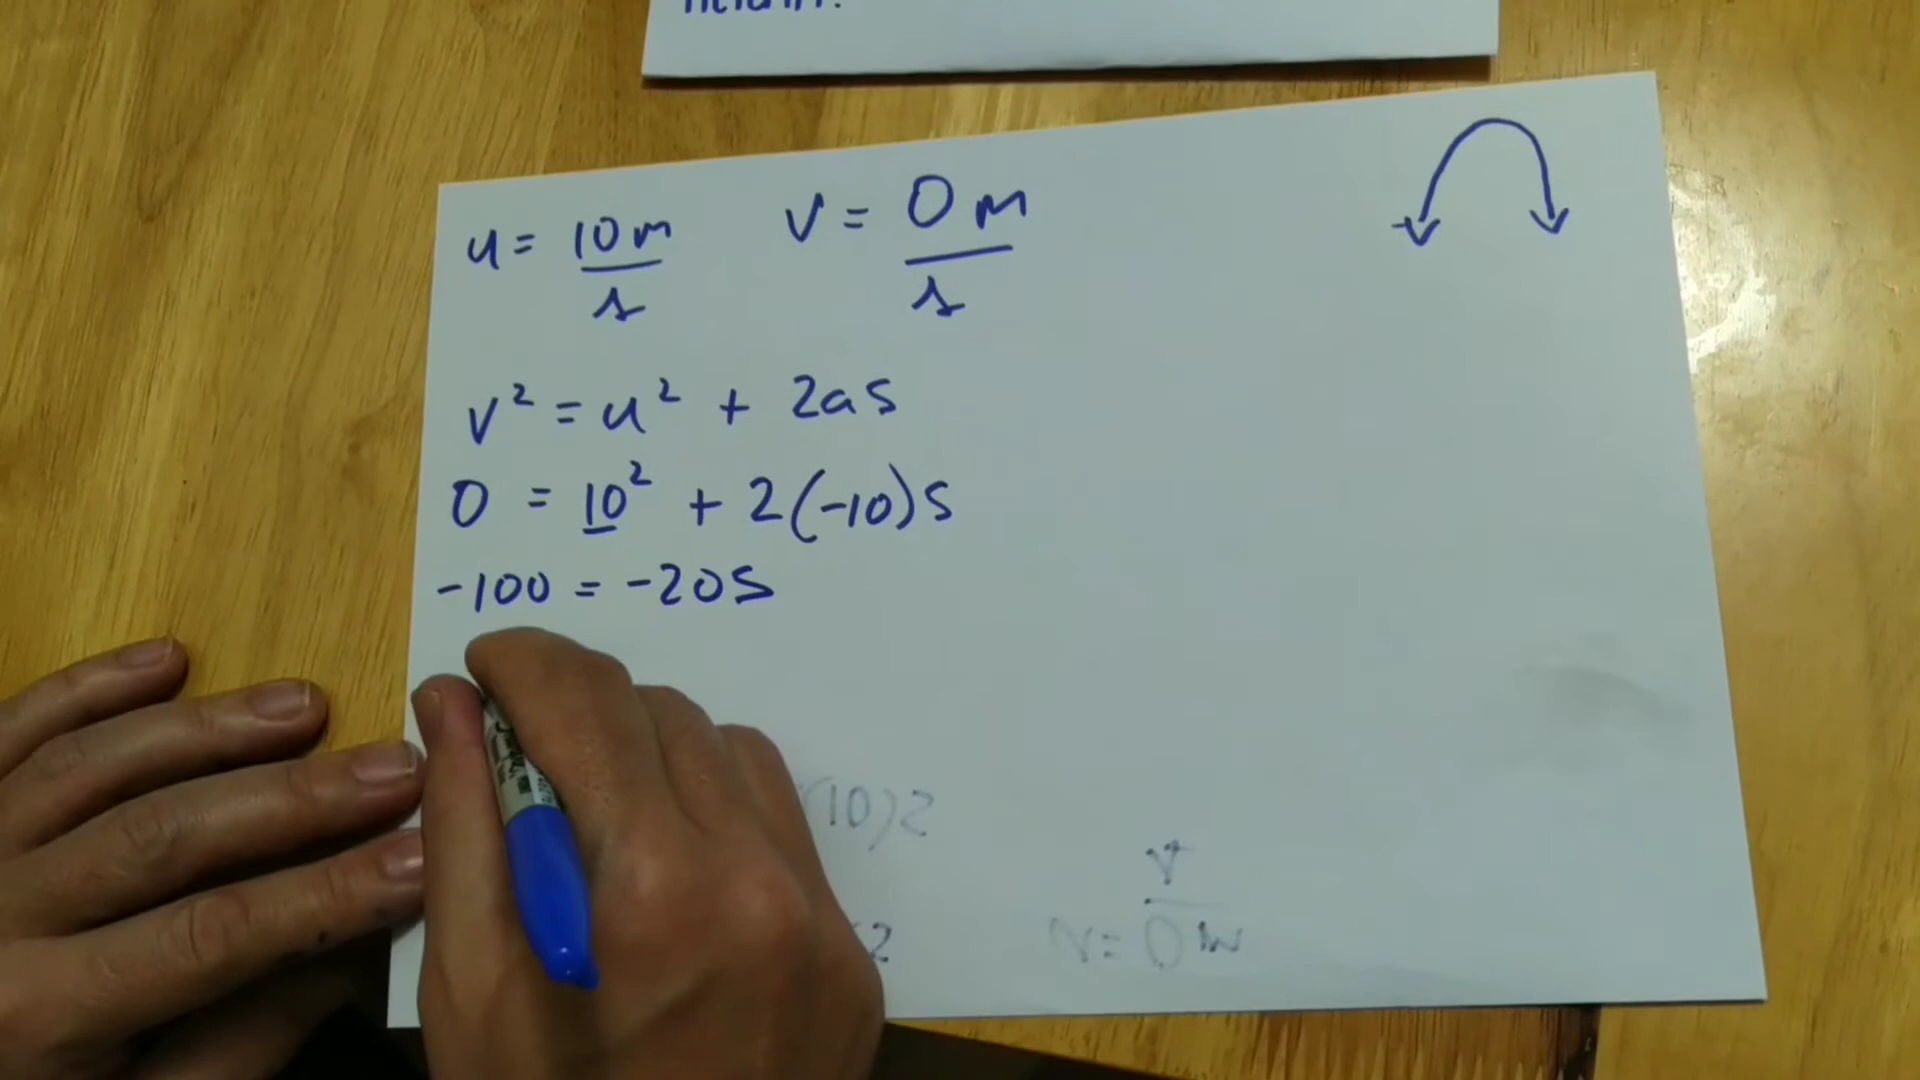 u = 10m/s v = 0m/s
v² = u² + 2as
0 = 10² + 2(-10)s
-100 = -20s